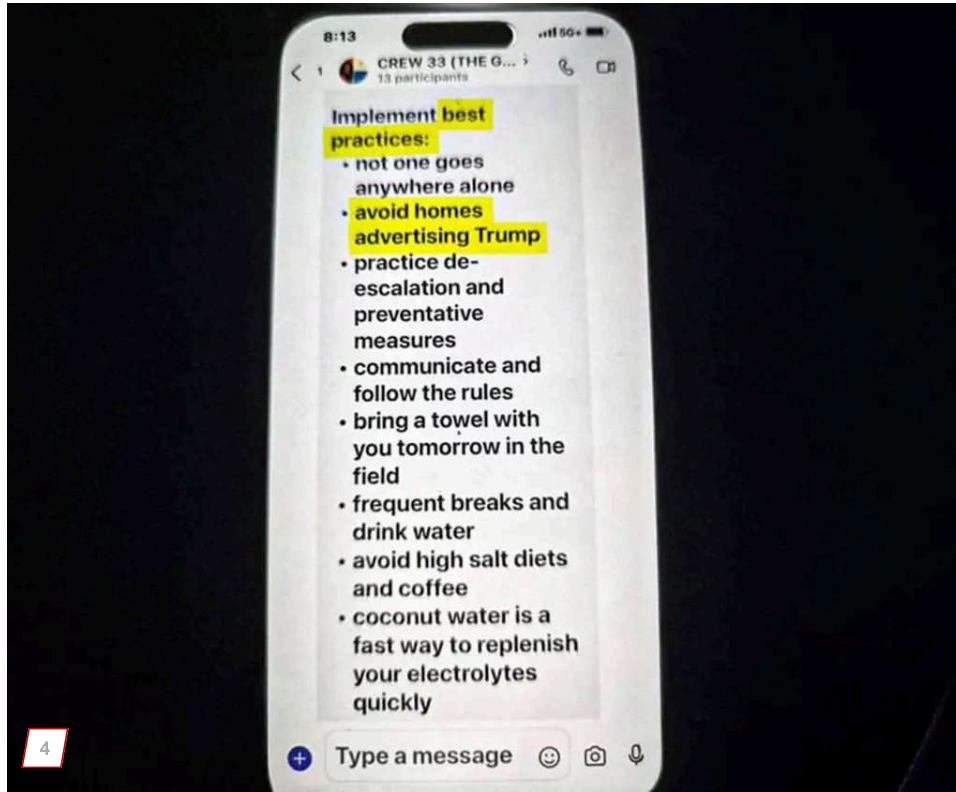 8:13
5G+
CREW 33 (THE G... ›
1
13 participants
Implement best
practices:
• not one goes
anywhere alone
• avoid homes
advertising Trump
• practice de-
escalation and
preventative
measures
• communicate and
follow the rules
• bring a towel with
you tomorrow in the
field
• frequent breaks and
drink water
• avoid high salt diets
and coffee
• coconut water is a
fast way to replenish
your electrolytes
quickly
Type a message
4